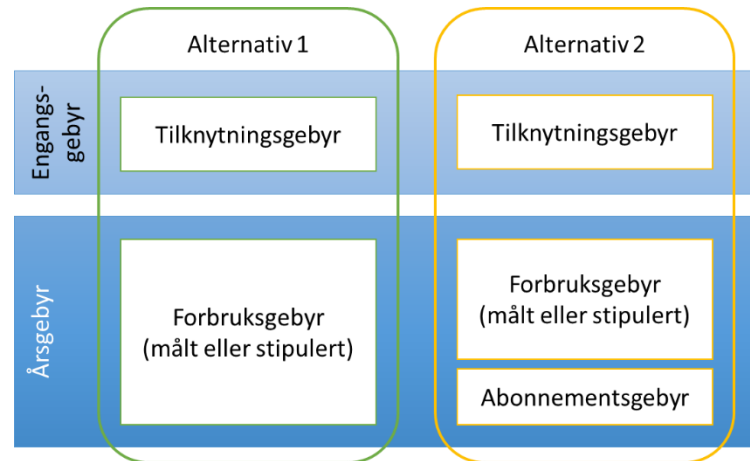 Alternativ 1
Alternativ 2
Engangs-
gebyr
Tilknytningsgebyr
Tilknytningsgebyr
Årsgebyr
Forbruksgebyr
(målt eller stipulert)
Forbruksgebyr
(målt eller stipulert)
Abonnementsgebyr